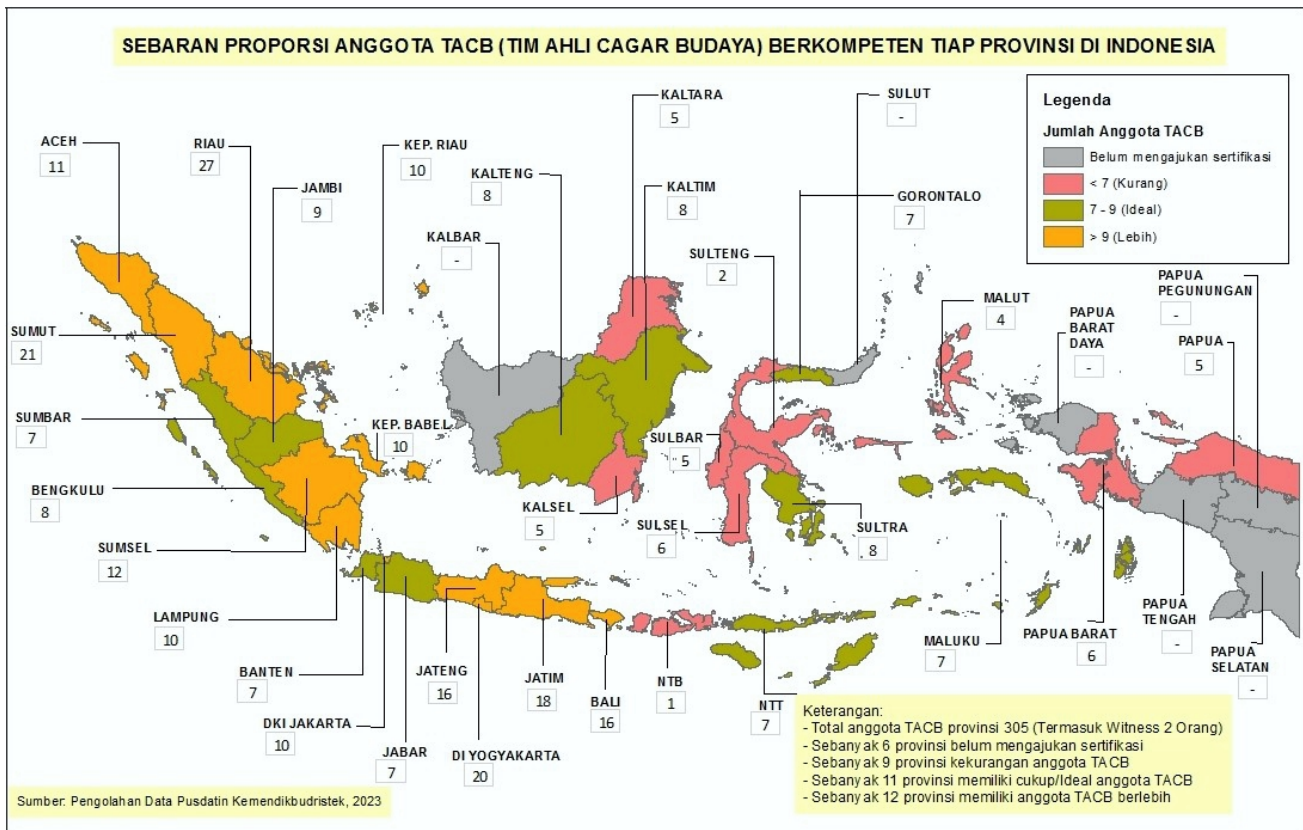 SEBARAN PROPORSI ANGGOTA TACB (TIM AHLI CAGAR BUDAYA) BERKOMPETEN TIAP PROVINSI DI INDONESIA
Legenda
Jumlah Anggota TACB
Belum mengajukan sertifikasi
< 7 (Kurang)
7 - 9 (Ideal)
> 9 (Lebih)
ACEH
11
RIAU
27
JAMBI
9
KEP. RIAU
10
KALTENG
8
KALBAR
-
KALTARA
5
KALTIM
8
SULUT
-
GORONTALO
7
SULTENG
2
MALUT
4
PAPUA
BARAT
DAYA
-
PAPUA
PEGUNUNGAN
-
PAPUA
5
SUMUT
21
SUMBAR
7
BENGKULU
8
SUMSEL
12
LAMPUNG
10
KEP. BABEL
10
BANTEN
7
DKI JAKARTA
10
JABAR
7
JATENG
16
DI YOGYAKARTA
20
JATIM
18
BALI
16
NTB
1
NTT
7
KALSEL
5
SULBAR
5
SULSEL
6
SULTRA
8
MALUKU
7
PAPUA BARAT
6
PAPUA
TENGAH
-
PAPUA
SELATAN
-
Keterangan:
- Total anggota TACB provinsi 305 (Termasuk Witness 2 Orang)
- Sebanyak 6 provinsi belum mengajukan sertifikasi
- Sebanyak 9 provinsi kekurangan anggota TACB
- Sebanyak 11 provinsi memiliki cukup/Ideal anggota TACB
- Sebanyak 12 provinsi memiliki anggota TACB berlebih
Sumber: Pengolahan Data Pusdatin Kemendikbudristek, 2023